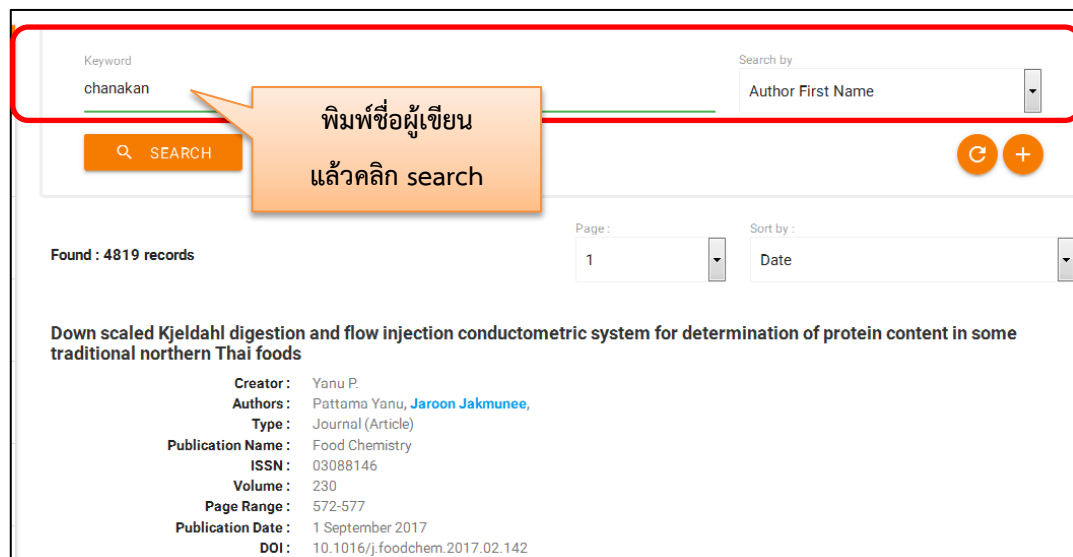 Keyword
Search by
chanakan
Author First Name
พิมพ์ชื่อผู้เขียน
แล้วคลิก search
SEARCH
Page :
Sort by :
Found : 4819 records
1
Date
Down scaled Kjeldahl digestion and flow injection conductometric system for determination of protein content in some
traditional northern Thai foods
Creator : Yanu P.
Authors : Pattama Yanu, Jaroon Jakmunee,
Type : Journal (Article)
Publication Name : Food Chemistry
ISSN : 03088146
Volume : 230
Page Range : 572-577
Publication Date : 1 September 2017
DOI : 10.1016/j.foodchem.2017.02.142